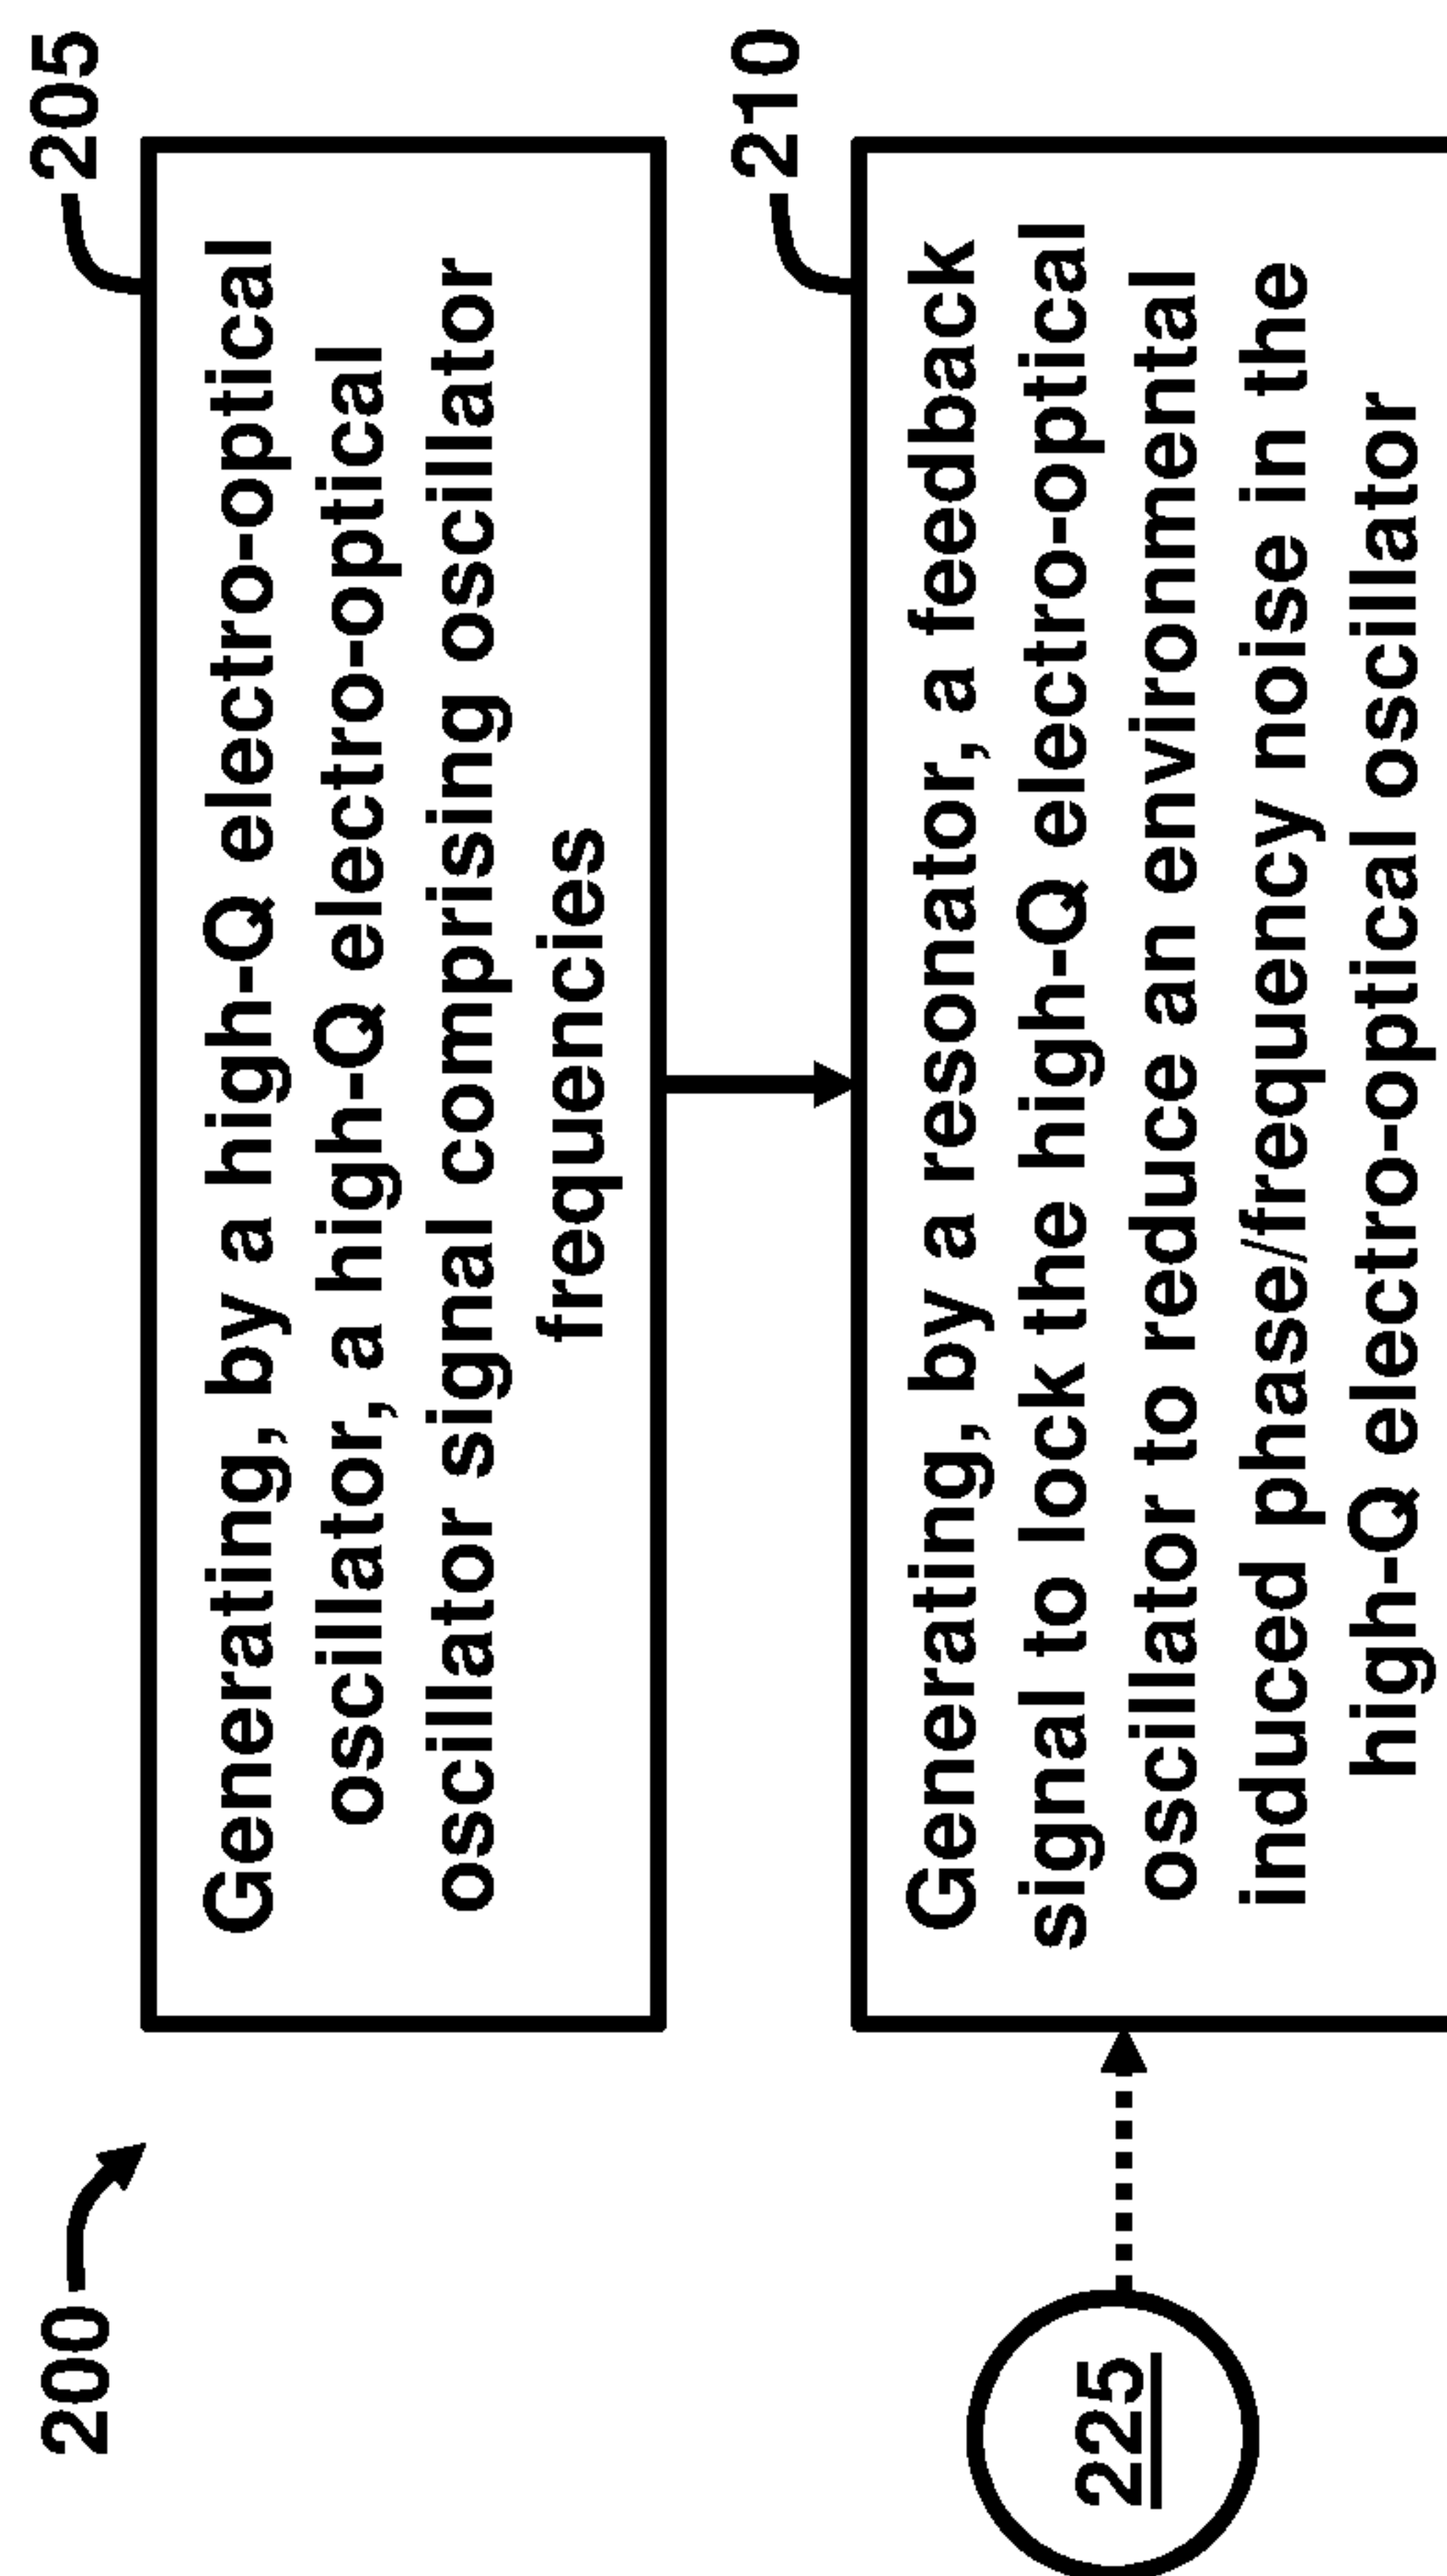 200
205
Generating, by a high-Q electro-optical
oscillator, a high-Q electro-optical
oscillator signal comprising oscillator
frequencies
210
Generating, by a resonator, a feedback
signal to lock the high-Q electro-optical
oscillator to reduce an environmental
induced phase/frequency noise in the
high-Q electro-optical oscillator
225